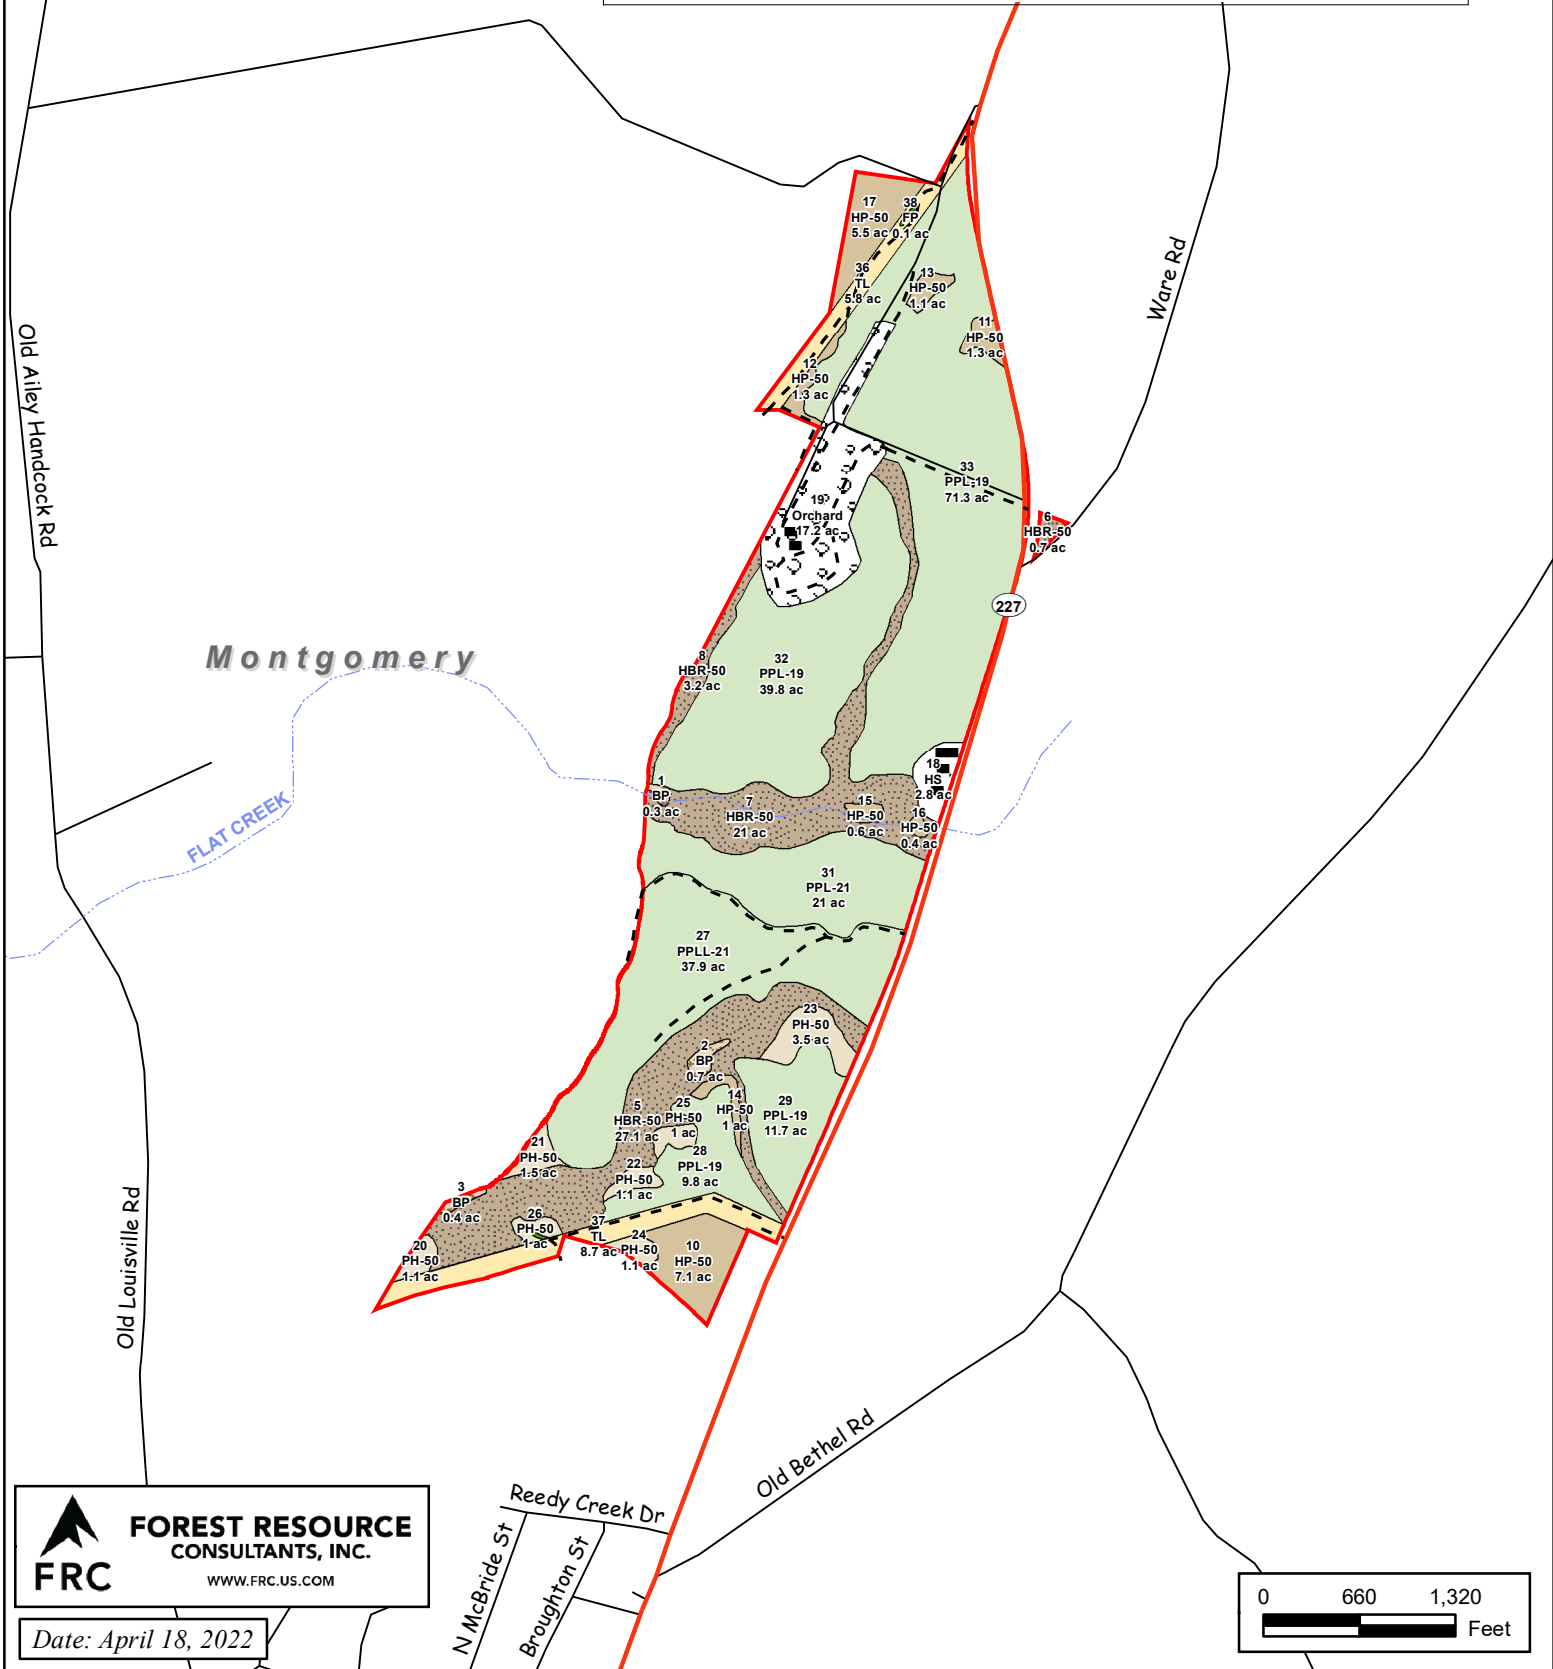 17
HP-50
5.5 ac
38
FP
0.1 ac
36
TL
5.8 ac
13
HP-50
1.1 ac
11
HP-50
1.3 ac
12
HP-50
1.3 ac
Ware Rd
Old Ailey Handcock Rd
33
PPL-19
71.3 ac
19
Orchard
17.2 ac
6
HBR-50
0.7 ac
227
Montgomery
8
HBR-50
3.2 ac
32
PPL-19
39.8 ac
FLAT CREEK
1
BP
0.3 ac
7
HBR-50
21 ac
15
HP-50
0.6 ac
18
HS
2.8 ac
16
HP-50
0.4 ac
31
PPL-21
21 ac
27
PPLL-21
37.9 ac
23
PH-50
3.5 ac
2
BP
0.7 ac
14
HP-50
1 ac
29
PPL-19
11.7 ac
5
HBR-50
27.1 ac
25
PH-50
1 ac
28
PPL-19
9.8 ac
21
PH-50
1.5 ac
22
PH-50
1.1 ac
3
BP
0.4 ac
26
PH-50
1 ac
37
TL
8.7 ac
24
PH-50
1.1 ac
10
HP-50
7.1 ac
20
PH-50
1.1 ac
Old Louisville Rd
Old Bethel Rd
Reedy Creek Dr
N McBride St
Broughton St
FRC
FOREST RESOURCE
CONSULTANTS, INC.
WWW.FRC.US.COM
Date: April 18, 2022
0 660 1,320
Feet